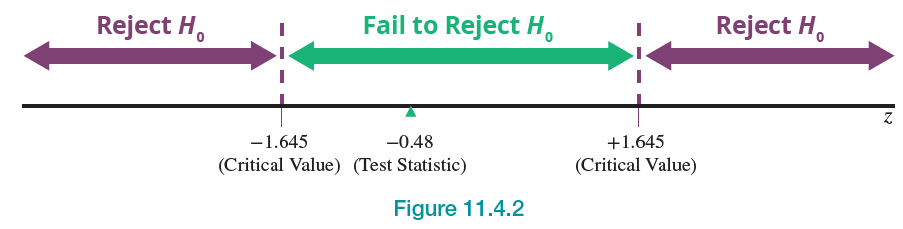 Reject H₀ Fail to Reject H₀ Reject H₀
z
−1.645 −0.48 +1.645
(Critical Value) (Test Statistic) (Critical Value)
Figure 11.4.2